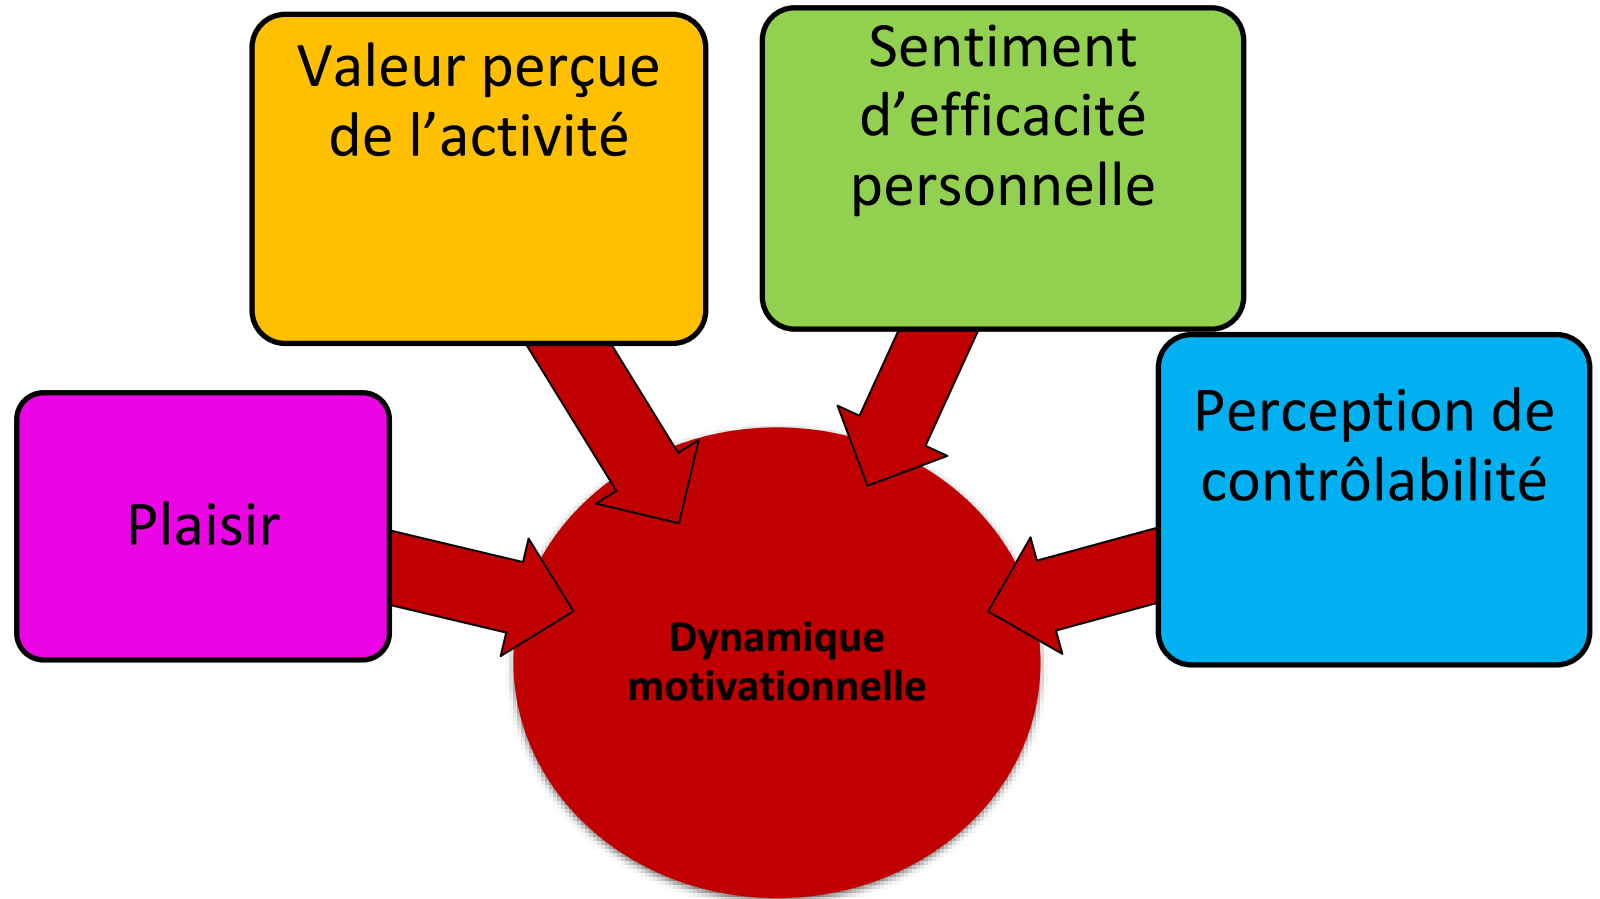 Valeur perçue
de l’activité
Sentiment
d’efficacité
personnelle
Plaisir
Perception de
contrôlabilité
Dynamique
motivationnelle